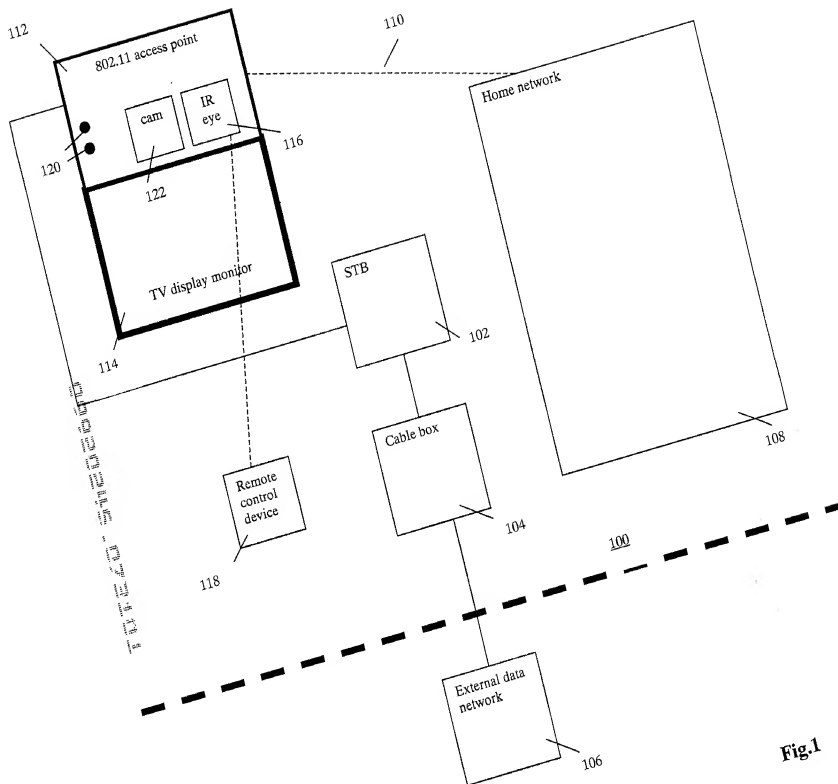 112
802.11 access point
110
Home network
cam
IR
eye
116
120
122
TV display monitor
114
STB
102
Cable box
108
104
Remote
control
device
118
100
External data
network
106
Fig.1